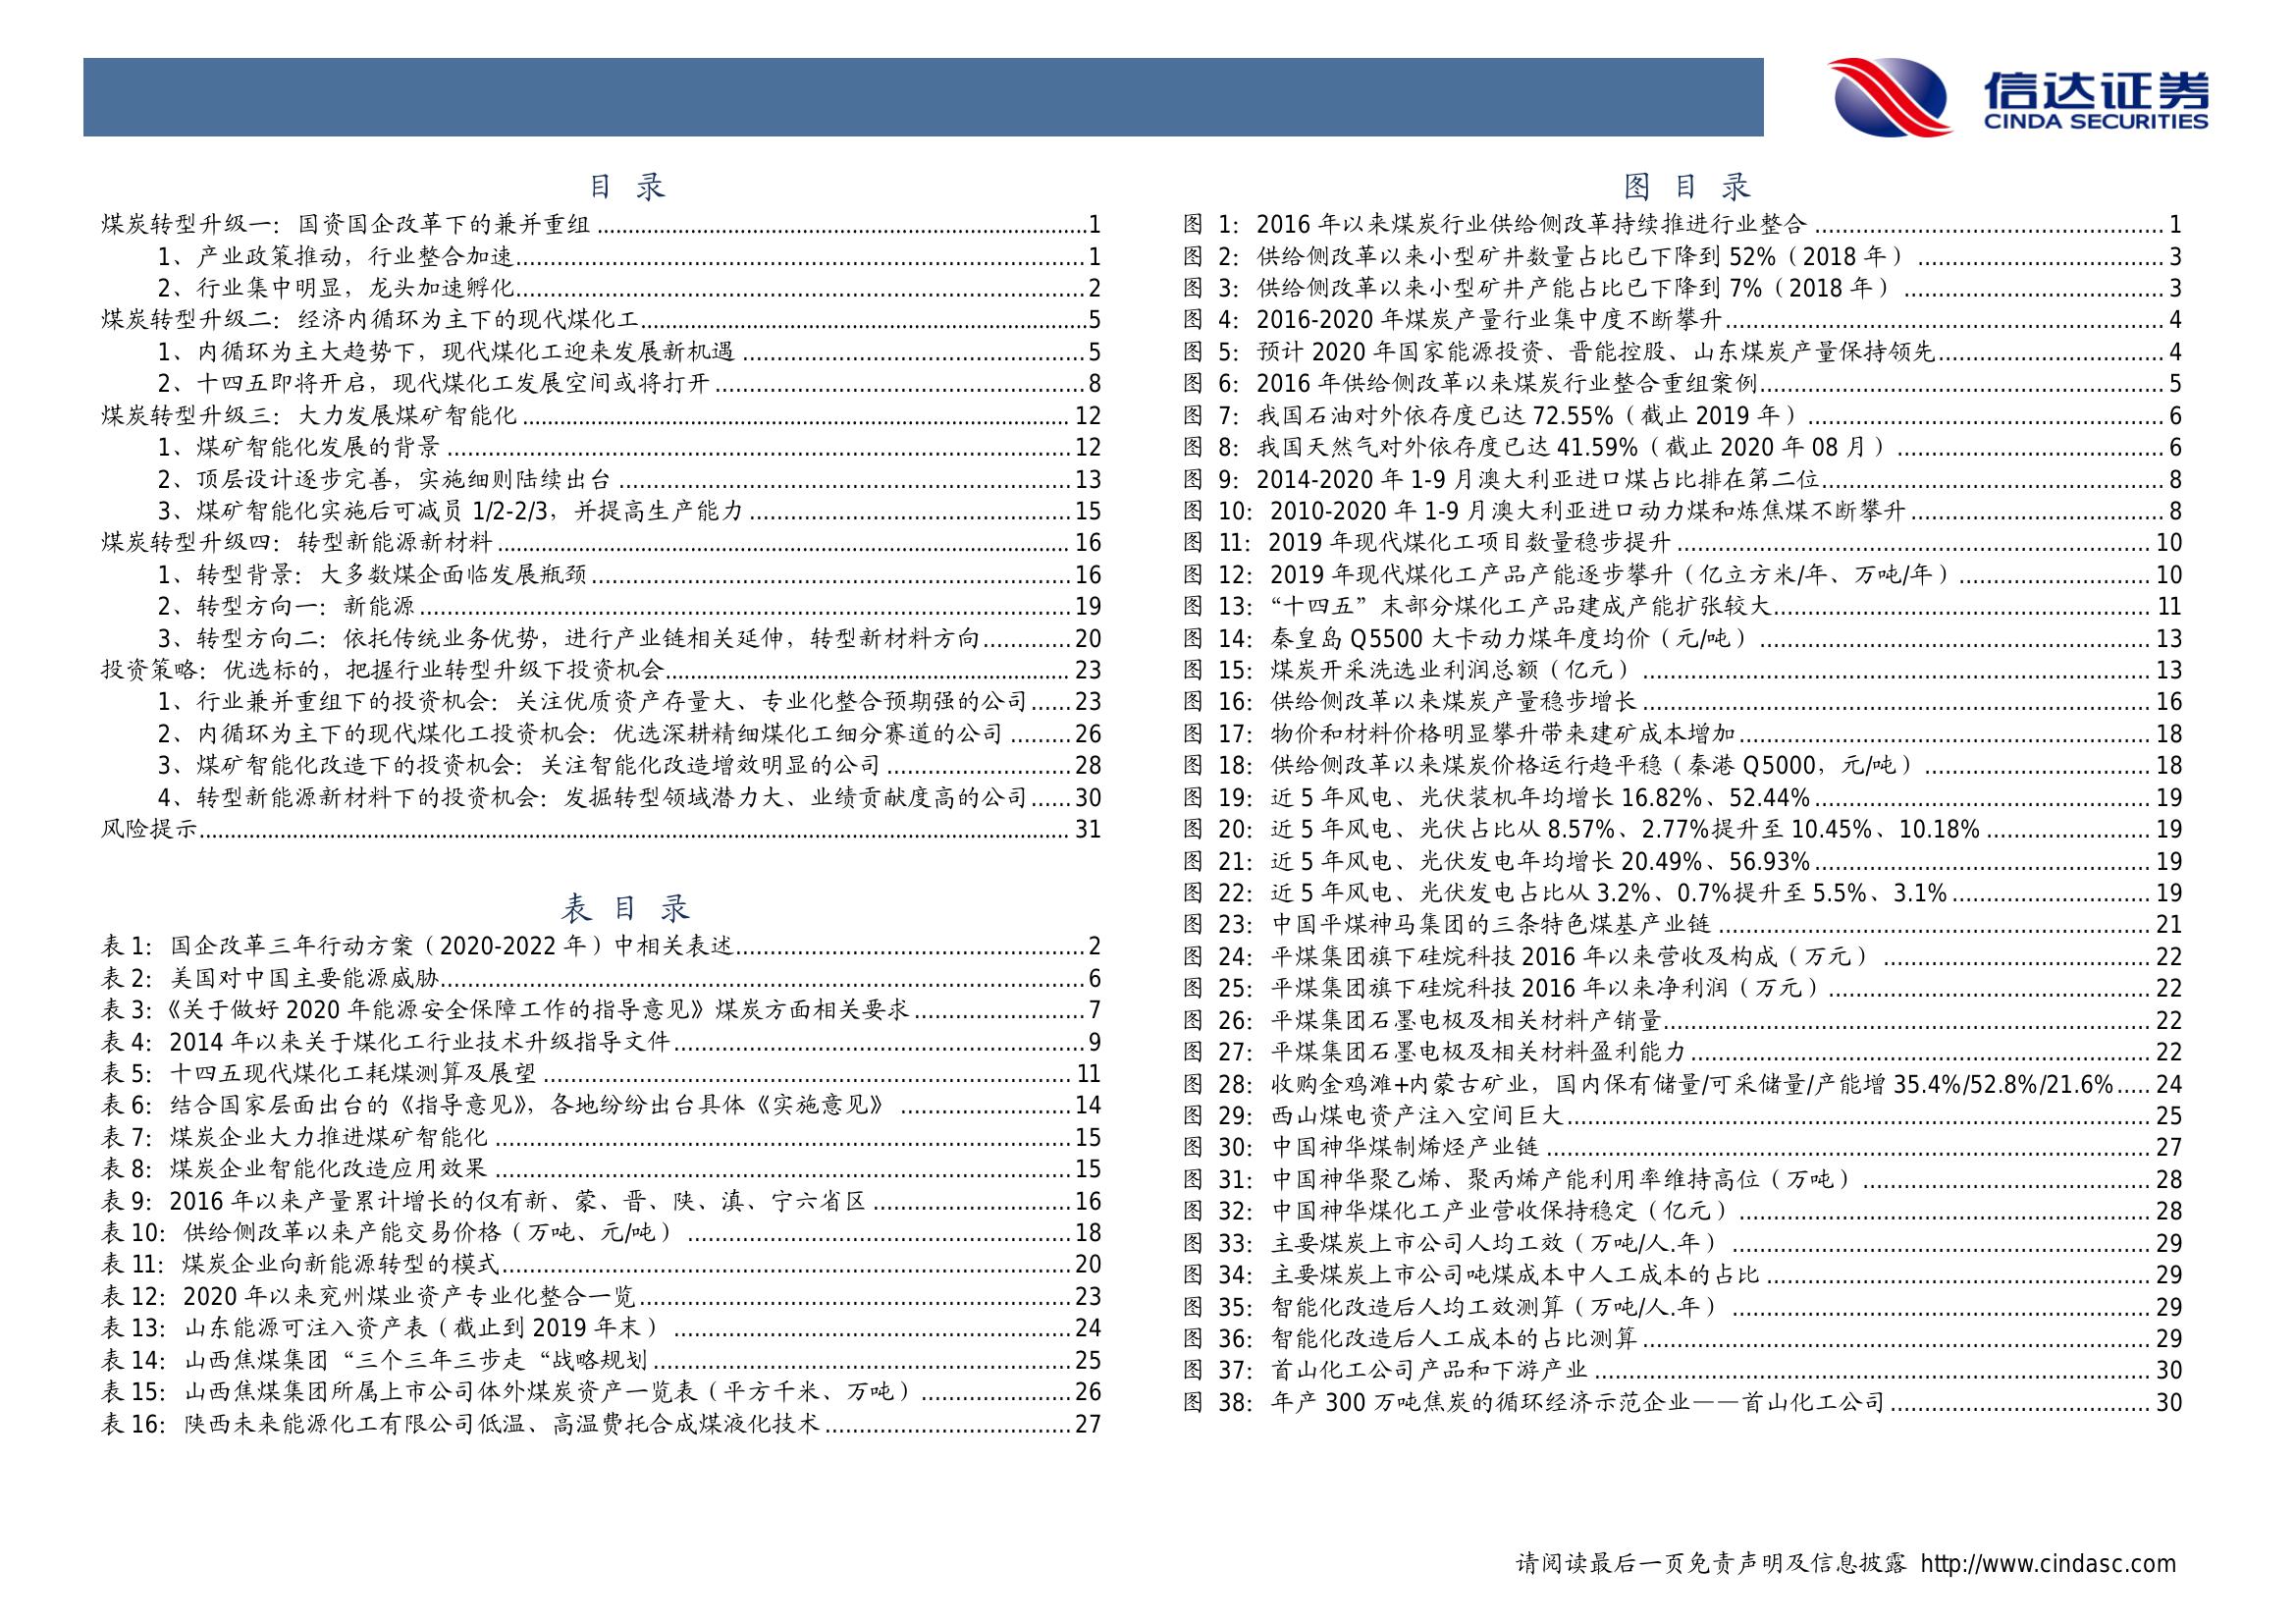 信达证券
CINDA SECURITIES
目 录
煤炭转型升级一：国资国企改革下的兼并重组 ........ 1
1、产业政策推动，行业整合加速 ........ 1
2、行业集中明显，龙头加速孵化 ........ 2
煤炭转型升级二：经济内循环为主下的现代煤化工 ........ 5
1、内循环为主大趋势下，现代煤化工迎来发展新机遇 ........ 5
2、十四五即将开启，现代煤化工发展空间或将打开 ........ 8
煤炭转型升级三：大力发展煤矿智能化 ........ 12
1、煤矿智能化发展的背景 ........ 12
2、顶层设计逐步完善，实施细则陆续出台 ........ 13
3、煤矿智能化实施后可减员 1/2-2/3，并提高生产能力 ........ 15
煤炭转型升级四：转型新能源新材料 ........ 16
1、转型背景：大多数煤企面临发展瓶颈 ........ 16
2、转型方向一：新能源 ........ 19
3、转型方向二：依托传统业务优势，进行产业链相关延伸，转型新材料方向 ........ 20
投资策略：优选标的，把握行业转型升级下投资机会 ........ 23
1、行业兼并重组下的投资机会：关注优质资产存量大、专业化整合预期强的公司 ........ 23
2、内循环为主下的现代煤化工投资机会：优选深耕精细煤化工细分赛道的公司 ........ 26
3、煤矿智能化改造下的投资机会：关注智能化改造增效明显的公司 ........ 28
4、转型新能源新材料下的投资机会：发掘转型领域潜力大、业绩贡献度高的公司 ........ 30
风险提示 ........ 31
表 目 录
表 1：国企改革三年行动方案（2020-2022 年）中相关表述 ........ 2
表 2：美国对中国主要能源威胁 ........ 6
表 3：《关于做好 2020 年能源安全保障工作的指导意见》煤炭方面相关要求 ........ 7
表 4：2014 年以来关于煤化工行业技术升级指导文件 ........ 9
表 5：十四五现代煤化工耗煤测算及展望 ........ 11
表 6：结合国家层面出台的《指导意见》，各地纷纷出台具体《实施意见》 ........ 14
表 7：煤炭企业大力推进煤矿智能化 ........ 15
表 8：煤炭企业智能化改造应用效果 ........ 15
表 9：2016 年以来产量累计增长的仅有新、蒙、晋、陕、滇、宁六省区 ........ 16
表 10：供给侧改革以来产能交易价格（万吨、元/吨） ........ 18
表 11：煤炭企业向新能源转型的模式 ........ 20
表 12：2020 年以来兖州煤业资产专业化整合一览 ........ 23
表 13：山东能源可注入资产表（截止到 2019 年末） ........ 24
表 14：山西焦煤集团“三个三年三步走“战略规划 ........ 25
表 15：山西焦煤集团所属上市公司体外煤炭资产一览表（平方千米、万吨） ........ 26
表 16：陕西未来能源化工有限公司低温、高温费托合成煤液化技术 ........ 27
图 目 录
图 1：2016 年以来煤炭行业供给侧改革持续推进行业整合 ........ 1
图 2：供给侧改革以来小型矿井数量占比已下降到 52%（2018 年） ........ 3
图 3：供给侧改革以来小型矿井产能占比已下降到 7%（2018 年） ........ 3
图 4：2016-2020 年煤炭产量行业集中度不断攀升 ........ 4
图 5：预计 2020 年国家能源投资、晋能控股、山东煤炭产量保持领先 ........ 4
图 6：2016 年供给侧改革以来煤炭行业整合重组案例 ........ 5
图 7：我国石油对外依存度已达 72.55%（截止 2019 年） ........ 6
图 8：我国天然气对外依存度已达 41.59%（截止 2020 年 08 月） ........ 6
图 9：2014-2020 年 1-9 月澳大利亚进口煤占比排在第二位 ........ 8
图 10：2010-2020 年 1-9 月澳大利亚进口动力煤和炼焦煤不断攀升 ........ 8
图 11：2019 年现代煤化工项目数量稳步提升 ........ 10
图 12：2019 年现代煤化工产品产能逐步攀升（亿立方米/年、万吨/年） ........ 10
图 13：“十四五”末部分煤化工产品建成产能扩张较大 ........ 11
图 14：秦皇岛 Q5500 大卡动力煤年度均价（元/吨） ........ 13
图 15：煤炭开采洗选业利润总额（亿元） ........ 13
图 16：供给侧改革以来煤炭产量稳步增长 ........ 16
图 17：物价和材料价格明显攀升带来建矿成本增加 ........ 18
图 18：供给侧改革以来煤炭价格运行趋平稳（秦港 Q5000，元/吨） ........ 18
图 19：近 5 年风电、光伏装机年均增长 16.82%、52.44% ........ 19
图 20：近 5 年风电、光伏占比从 8.57%、2.77%提升至 10.45%、10.18% ........ 19
图 21：近 5 年风电、光伏发电年均增长 20.49%、56.93% ........ 19
图 22：近 5 年风电、光伏发电占比从 3.2%、0.7%提升至 5.5%、3.1% ........ 19
图 23：中国平煤神马集团的三条特色煤基产业链 ........ 21
图 24：平煤集团旗下硅烷科技 2016 年以来营收及构成（万元） ........ 22
图 25：平煤集团旗下硅烷科技 2016 年以来净利润（万元） ........ 22
图 26：平煤集团石墨电极及相关材料产销量 ........ 22
图 27：平煤集团石墨电极及相关材料盈利能力 ........ 22
图 28：收购金鸡滩+内蒙古矿业，国内保有储量/可采储量/产能增 35.4%/52.8%/21.6% ........ 24
图 29：西山煤电资产注入空间巨大 ........ 25
图 30：中国神华煤制烯烃产业链 ........ 27
图 31：中国神华聚乙烯、聚丙烯产能利用率维持高位（万吨） ........ 28
图 32：中国神华煤化工产业营收保持稳定（亿元） ........ 28
图 33：主要煤炭上市公司人均工效（万吨/人.年） ........ 29
图 34：主要煤炭上市公司吨煤成本中人工成本的占比 ........ 29
图 35：智能化改造后人均工效测算（万吨/人.年） ........ 29
图 36：智能化改造后人工成本的占比测算 ........ 29
图 37：首山化工公司产品和下游产业 ........ 30
图 38：年产 300 万吨焦炭的循环经济示范企业——首山化工公司 ........ 30
请阅读最后一页免责声明及信息披露 http://www.cindasc.com